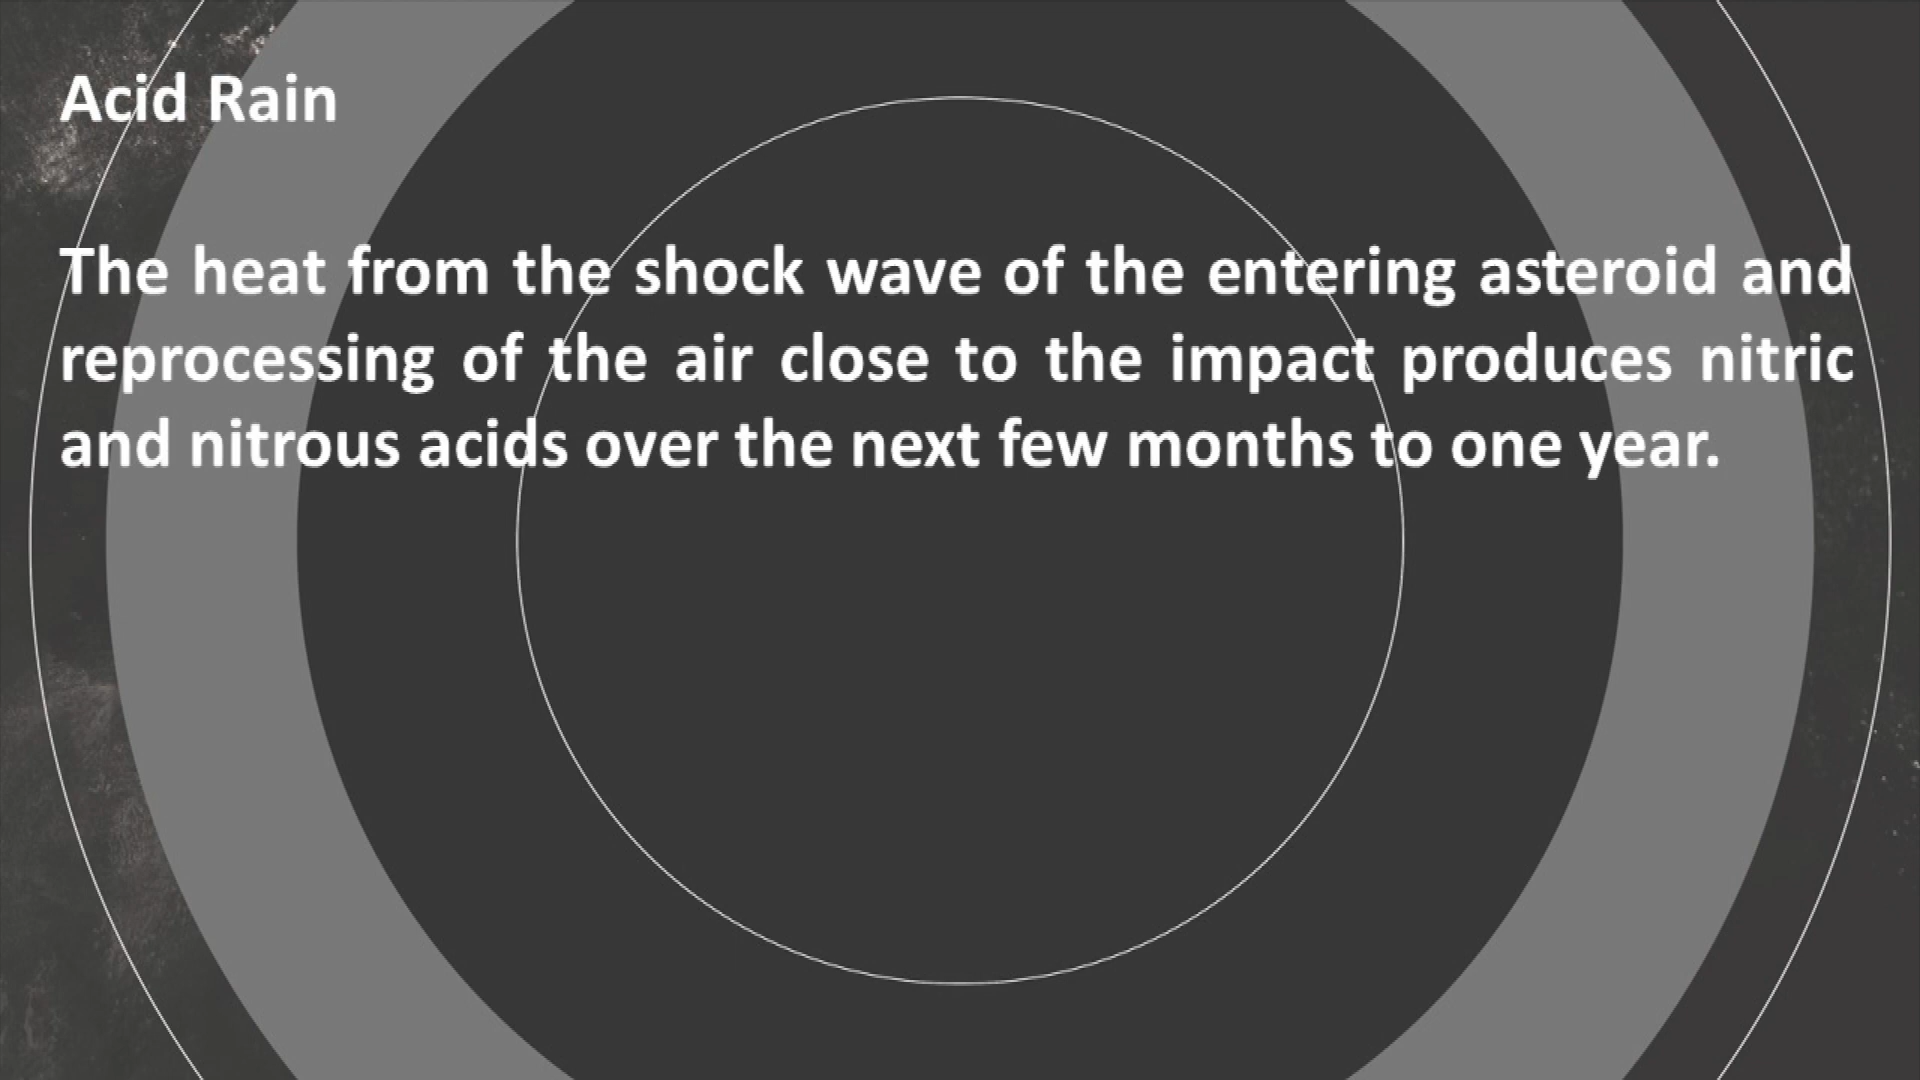 Acid Rain
The heat from the shock wave of the entering asteroid and
reprocessing of the air close to the impact produces nitric
and nitrous acids over the next few months to one year.